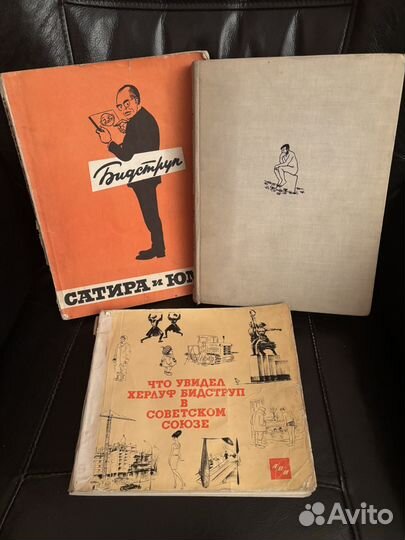 Бидструп
САТИРА и ЮМ
ЧТО УВИДЕЛ
ХЕРЛУФ БИДСТРУП
В
СОВЕТСКОМ
СОЮЗЕ
Avito